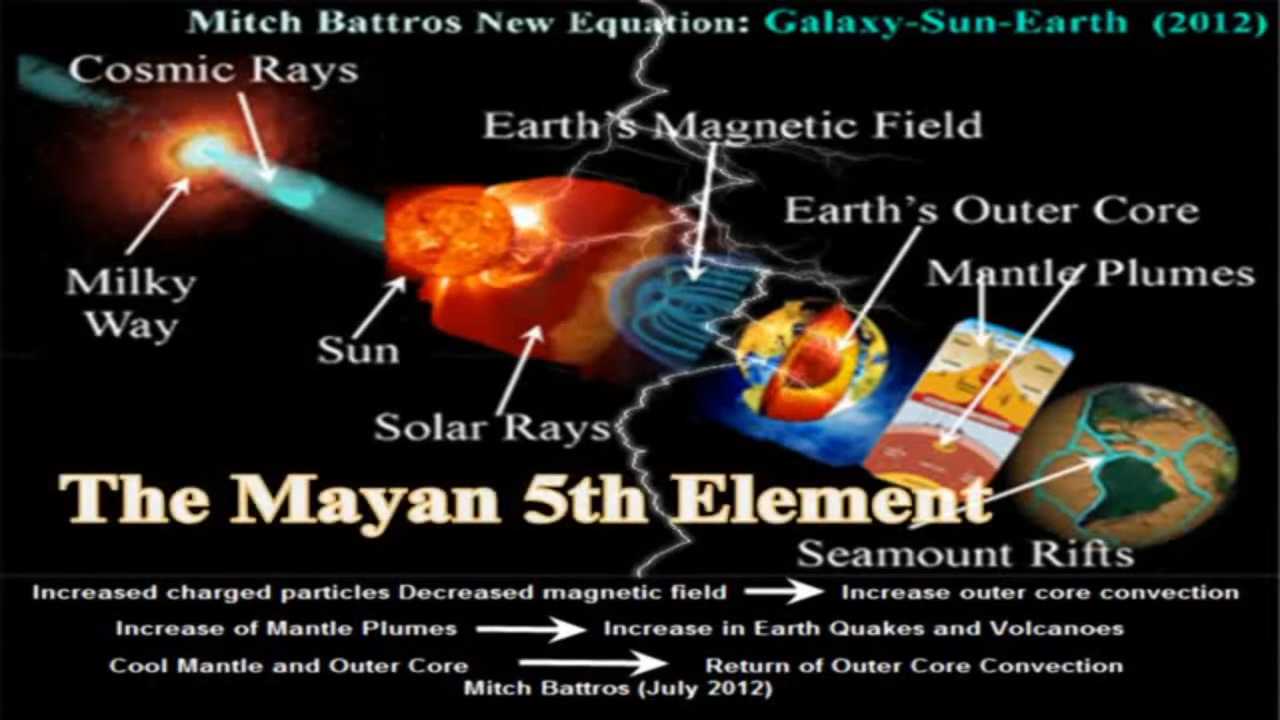 Mitch Battros New Equation: Galaxy-Sun-Earth (2012)
Cosmic Rays
Earth's Magnetic Field
Earth's Outer Core
Mantle Plumes
Milky
Way
Sun
Solar Rays
The Mayan 5th Element
Seamount Rifts
Increased charged particles Decreased magnetic field Increase outer core convection
Increase of Mantle Plumes Increase in Earth Quakes and Volcanoes
Cool Mantle and Outer Core Return of Outer Core Convection
Mitch Battros (July 2012)